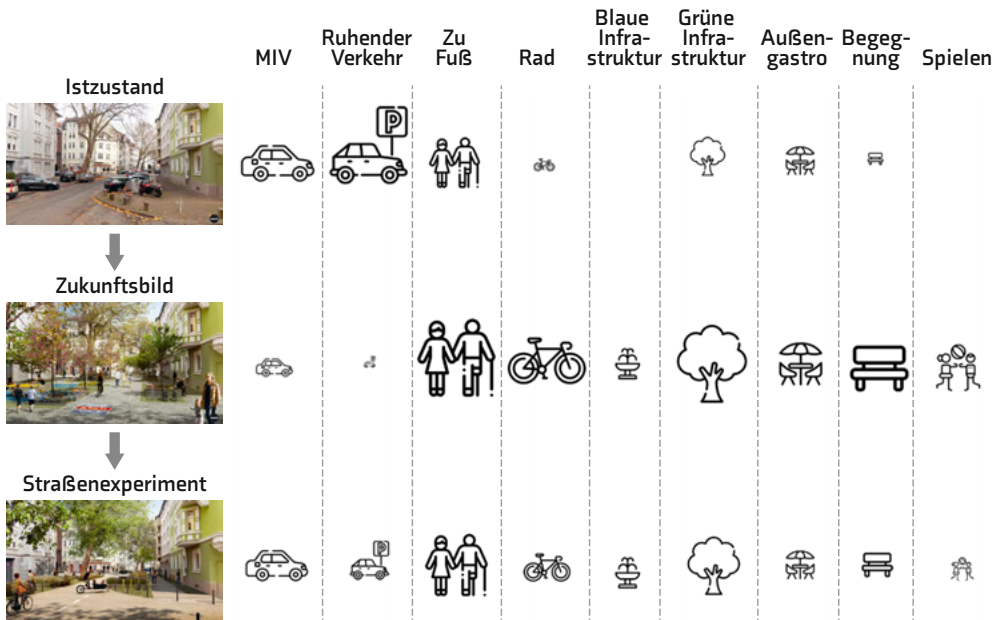 MIV
Ruhender
Verkehr
Zu
Fuß
Rad
Blaue
Infra-
struktur
Grüne
Infra-
struktur
Außen-
gastro
Begeg-
nung
Spielen
Istzustand
P
Zukunftsbild
Straßenexperiment
P